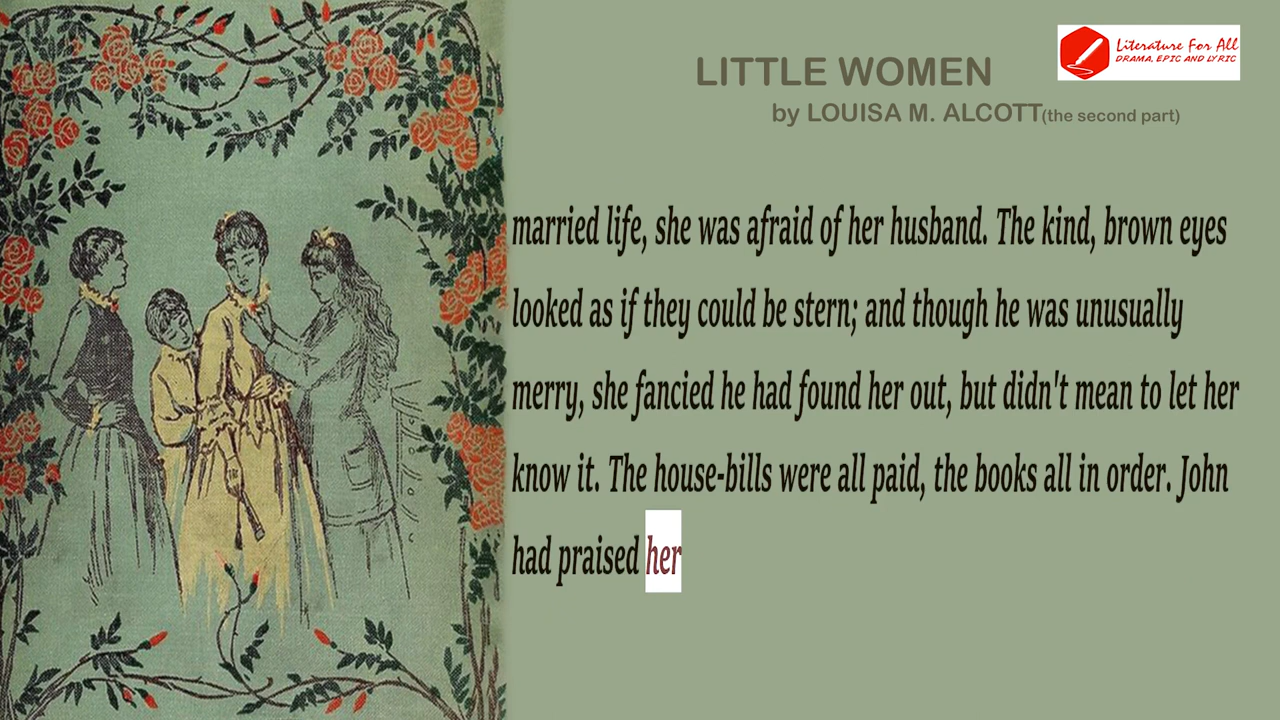 LITTLE WOMEN
by LOUISA M. ALCOTT(the second part)
Literature For All
DRAMA, EPIC AND LYRIC
married life, she was afraid of her husband. The kind, brown eyes
looked as if they could be stern; and though he was unusually
merry, she fancied he had found her out, but didn't mean to let her
know it. The house-bills were all paid, the books all in order. John
had praised her